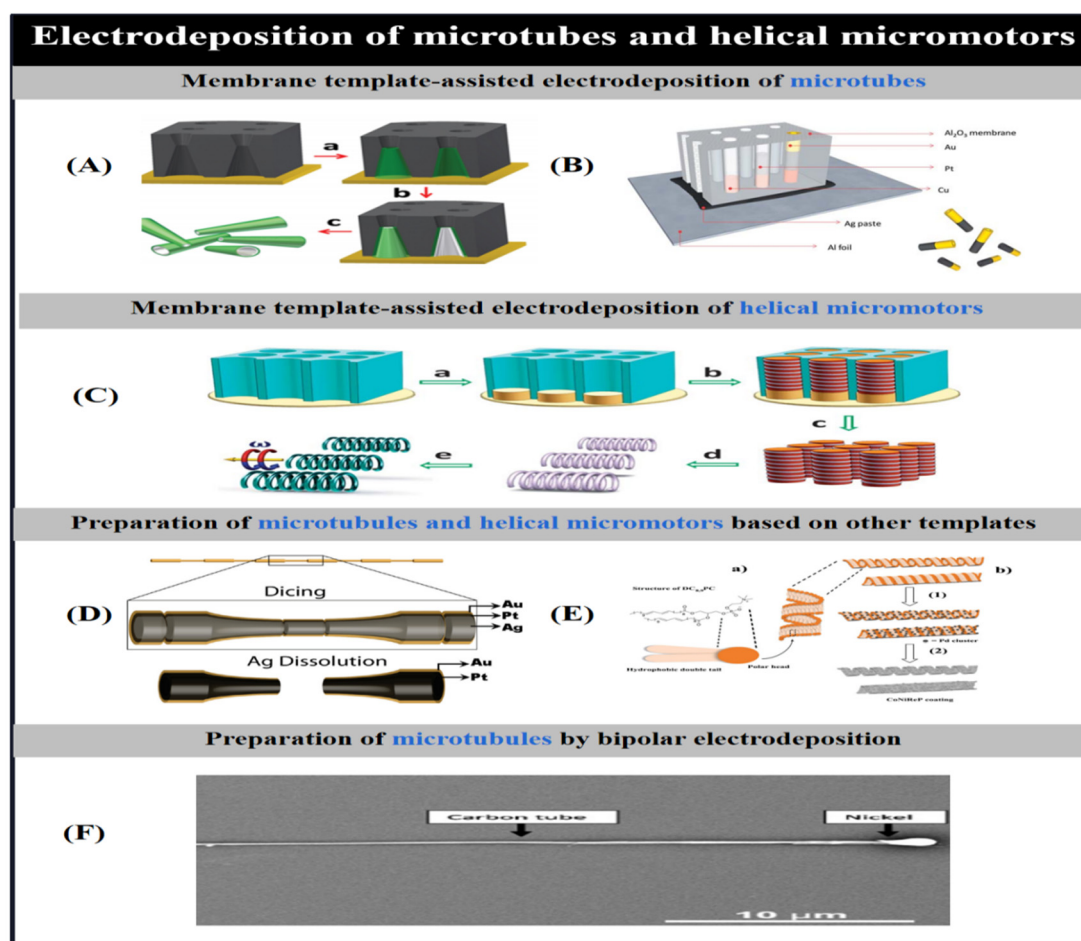 Electrodeposition of microtubes and helical micromotors
Membrane template-assisted electrodeposition of microtubes
(A)
a
b
c
(B)
Al₂O₃ membrane
Au
Pt
Cu
Ag paste
Al foil
Membrane template-assisted electrodeposition of helical micromotors
(C)
a
b
c
d
e
ω
Preparation of microtubules and helical micromotors based on other templates
(D)
Dicing
Au
Pt
Ag
Ag Dissolution
Au
Pt
(E)
a)
Structure of DC₈,₉PC
Hydrophobic double tail
Polar head
b)
(1)
= Pd cluster
(2)
CoNiReP coating
Preparation of microtubules by bipolar electrodeposition
(F)
Carbon tube
Nickel
10 μm